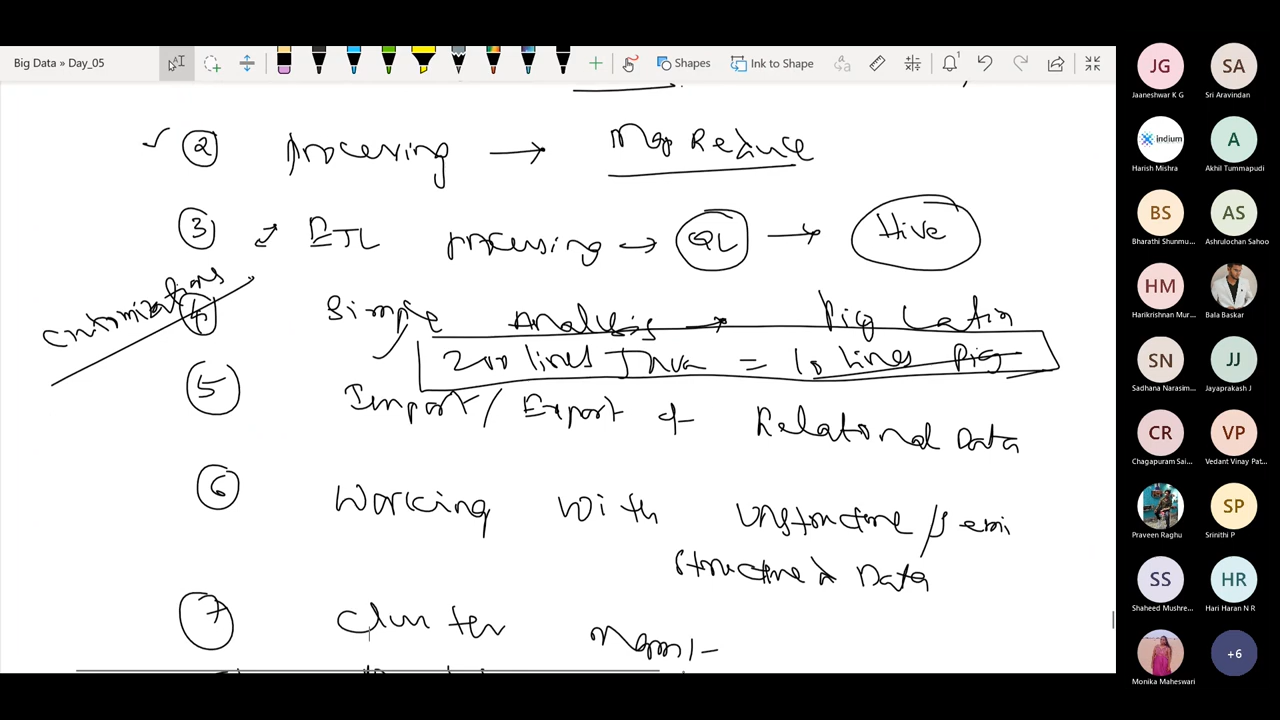 Big Data » Day_05
Shapes
Ink to Shape
② Processing → Map Reduce
③ ETL processing → QL → Hive
Customizations
④ Simple Analysis → Pig Latin
200 lines Java = 10 lines Pig
⑤ Import/Export of Relational Data
⑥ Working with Unstructure/Semi
Structured Data
⑦ Cluster Mgmt
JG
SA
Jaaneshwar K G
Sri Aravindan
indium
A
Harish Mishra
Akhil Tummapudi
BS
AS
Bharathi Shunmu...
Ashrulochan Sahoo
HM
Harikrishnan Mur...
Bala Baskar
SN
JJ
Sadhana Narasim...
Jayaprakash J
CR
VP
Chagapuram Sai...
Vedant Vinay Pat...
SP
Praveen Raghu
Srinithi P
SS
HR
Shaheed Mushre...
Hari Haran N R
+6
Monika Maheswari